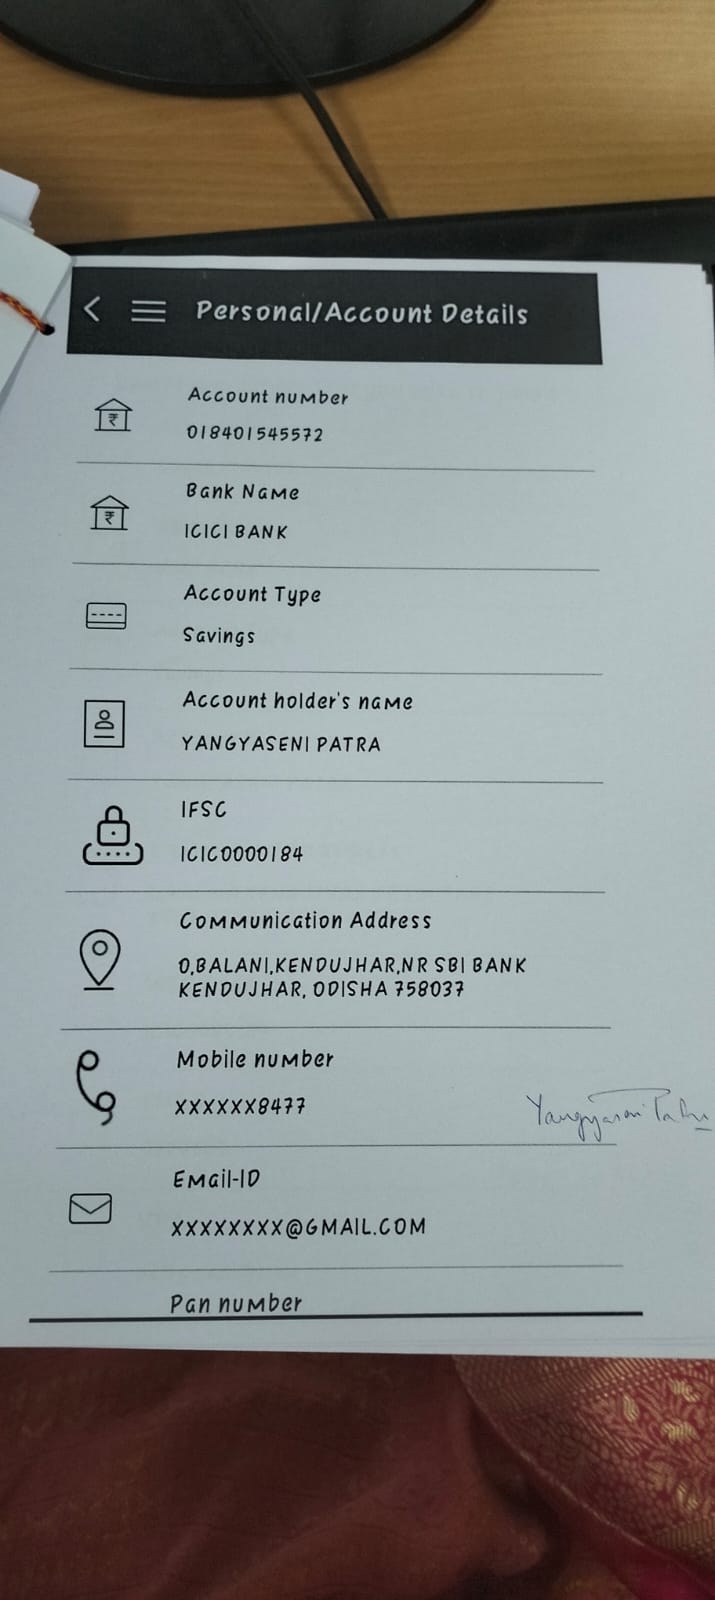 Personal/Account Details
Account number
018401545572
Bank Name
ICICI BANK
Account Type
Savings
Account holder's name
YANGYASENI PATRA
IFSC
ICIC0000184
Communication Address
0,BALANI,KENDUJHAR,NR SBI BANK
KENDUJHAR, ODISHA 758037
Mobile number
XXXXXX8477
Yangyaseni Patra
Email-ID
XXXXXXXX@GMAIL.COM
Pan number